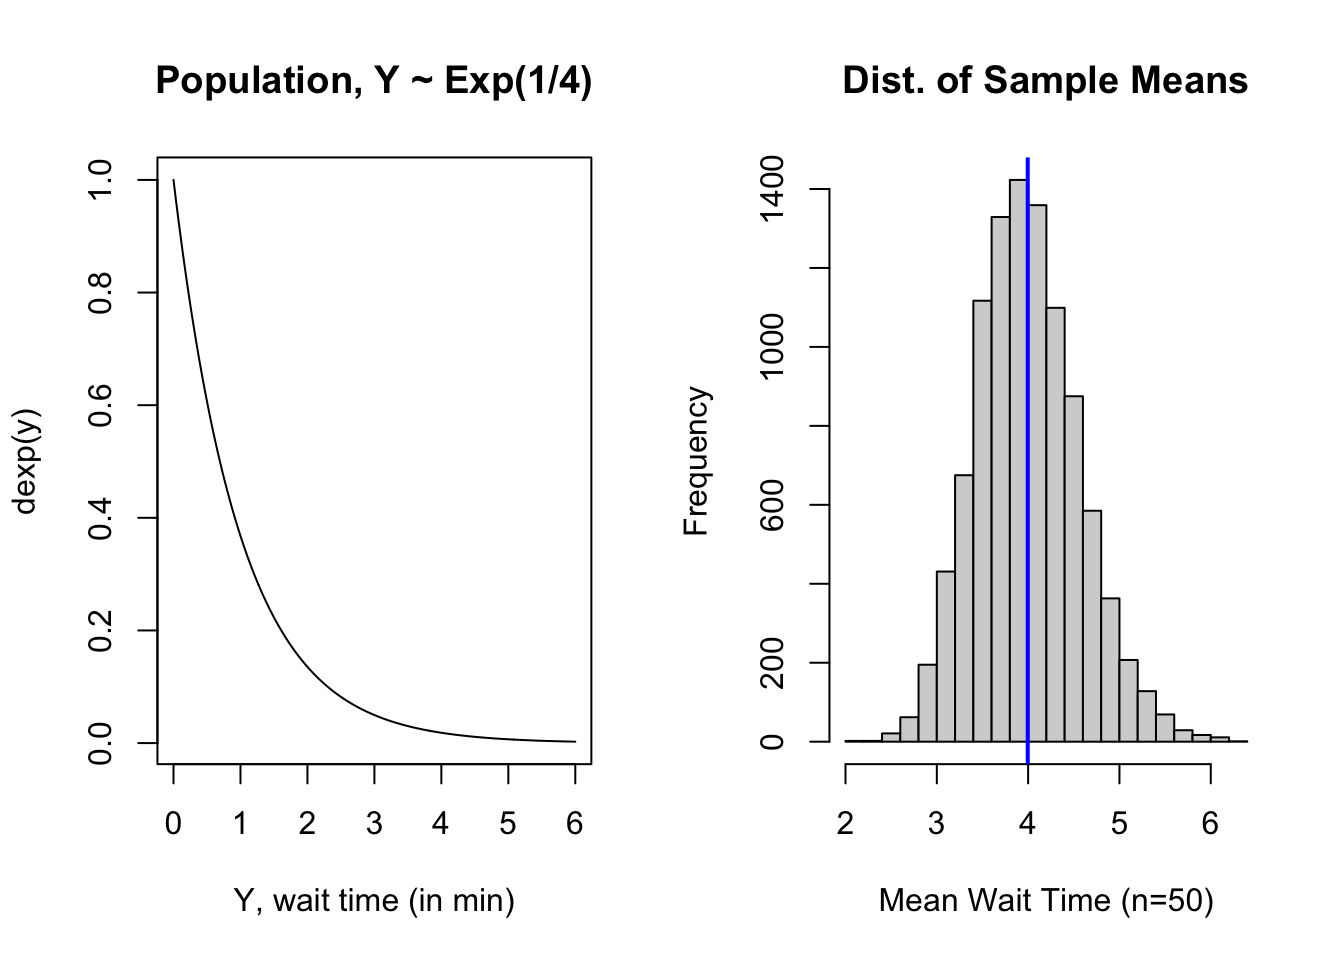 Population, Y ~ Exp(1/4)
dexp(y)
1.0
0.8
0.6
0.4
0.2
0.0
0 1 2 3 4 5 6
Y, wait time (in min)
Dist. of Sample Means
Frequency
1400
1000
600
200
0
2 3 4 5 6
Mean Wait Time (n=50)